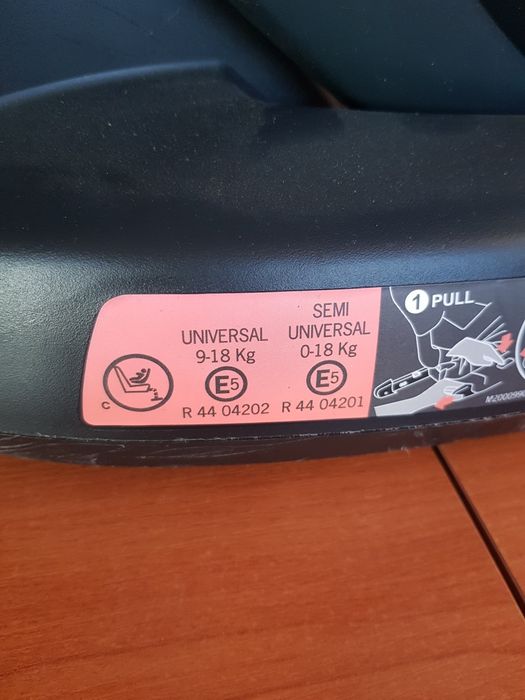 UNIVERSAL
9-18 Kg
E5
R 44 04202
SEMI
UNIVERSAL
0-18 Kg
E5
R 44 04201
C
1 PULL